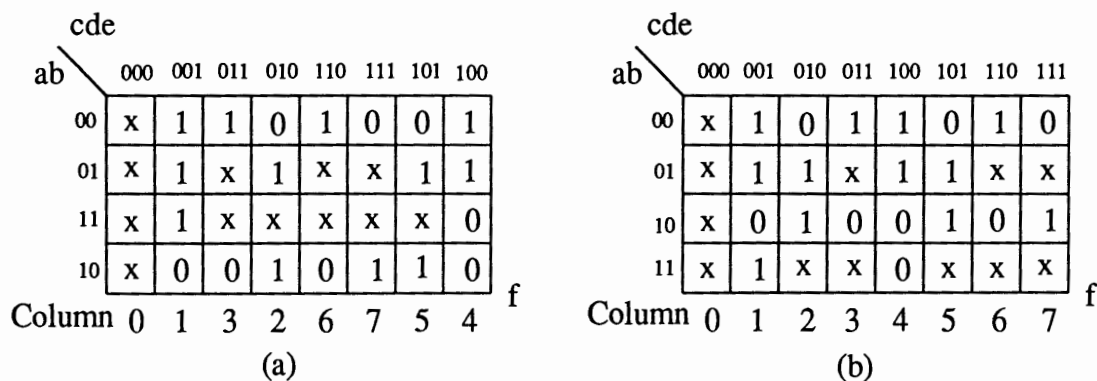 cde
ab 000 001 011 010 110 111 101 100
00 x 1 1 0 1 0 0 1
01 x 1 x 1 x x 1 1
11 x 1 x x x x x 0
10 x 0 0 1 0 1 1 0
f
Column 0 1 3 2 6 7 5 4
(a)
cde
ab 000 001 010 011 100 101 110 111
00 x 1 0 1 1 0 1 0
01 x 1 1 x 1 1 x x
10 x 0 1 0 0 1 0 1
11 x 1 x x 0 x x x
f
Column 0 1 2 3 4 5 6 7
(b)